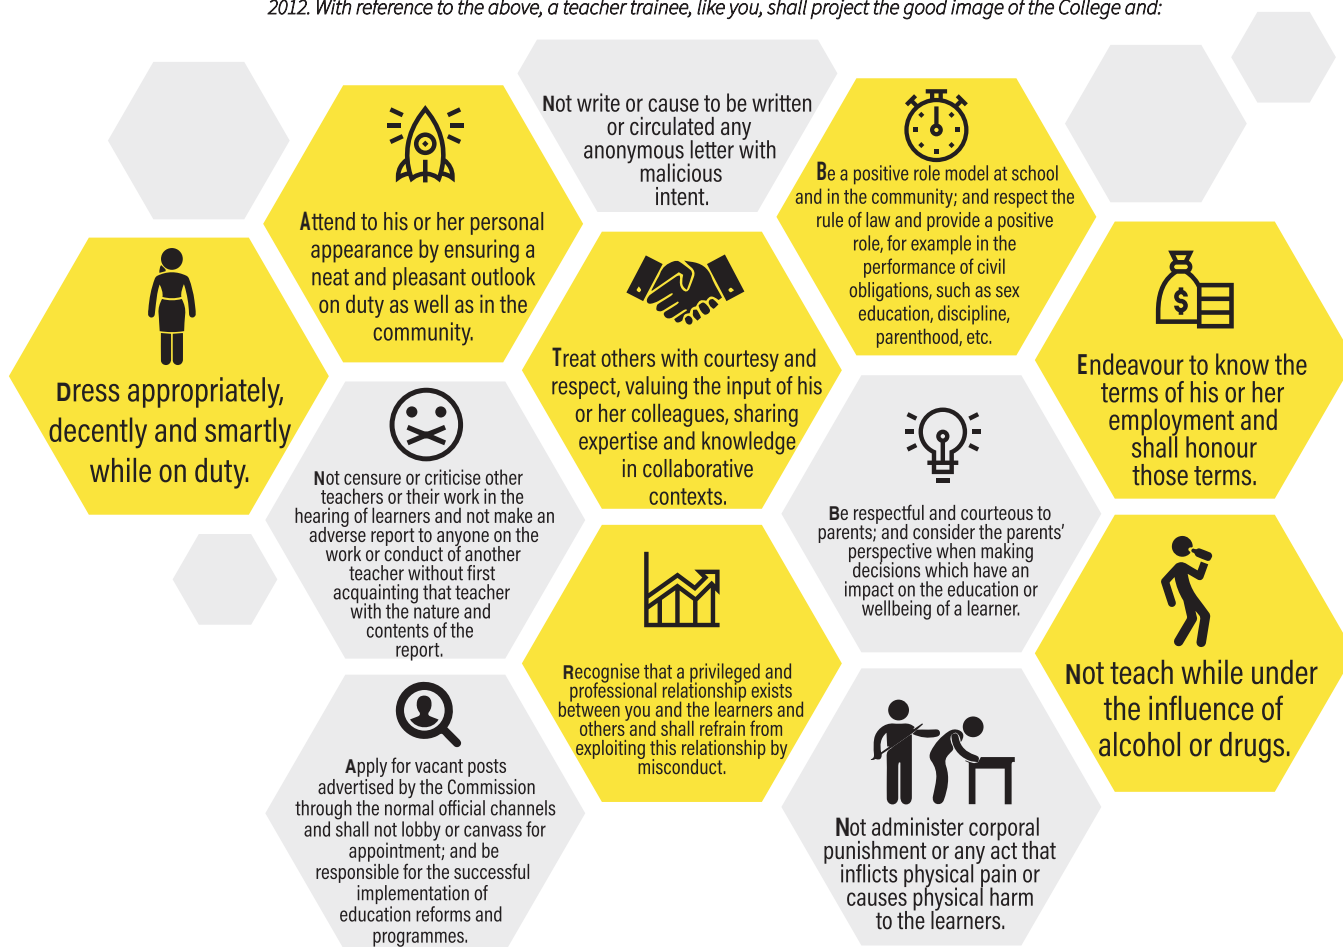 2012. With reference to the above, a teacher trainee, like you, shall project the good image of the College and:
Not write or cause to be written
or circulated any
anonymous letter with
malicious
intent.
Attend to his or her personal
appearance by ensuring a
neat and pleasant outlook
on duty as well as in the
community.
Be a positive role model at school
and in the community; and respect the
rule of law and provide a positive
role, for example in the
performance of civil
obligations, such as sex
education, discipline,
parenthood, etc.
Dress appropriately,
decently and smartly
while on duty.
Treat others with courtesy and
respect, valuing the input of his
or her colleagues, sharing
expertise and knowledge
in collaborative
contexts.
$
Endeavour to know the
terms of his or her
employment and
shall honour
those terms.
Not censure or criticise other
teachers or their work in the
hearing of learners and not make an
adverse report to anyone on the
work or conduct of another
teacher without first
acquainting that teacher
with the nature and
contents of the
report.
Be respectful and courteous to
parents; and consider the parents’
perspective when making
decisions which have an
impact on the education or
wellbeing of a learner.
Recognise that a privileged and
professional relationship exists
between you and the learners and
others and shall refrain from
exploiting this relationship by
misconduct.
Not teach while under
the influence of
alcohol or drugs.
Apply for vacant posts
advertised by the Commission
through the normal official channels
and shall not lobby or canvass for
appointment; and be
responsible for the successful
implementation of
education reforms and
programmes.
Not administer corporal
punishment or any act that
inflicts physical pain or
causes physical harm
to the learners.